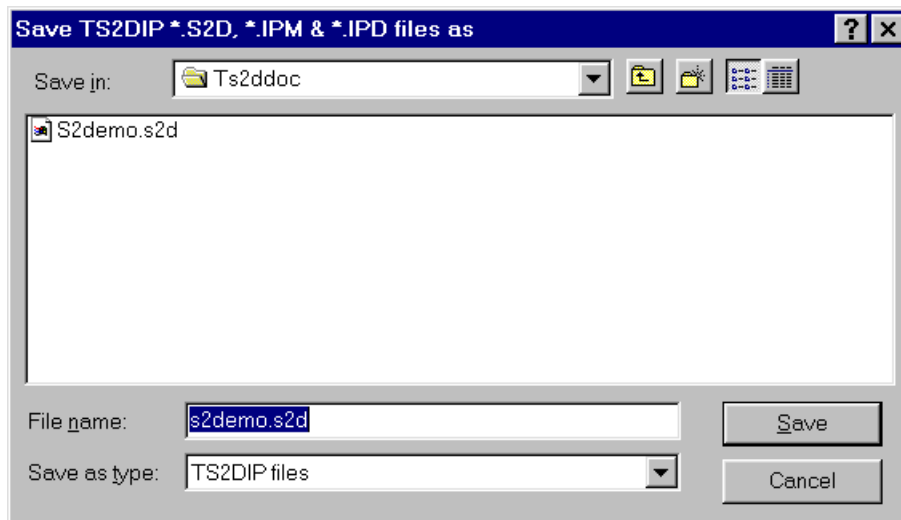 Save TS2DIP *.S2D, *.IPM & *.IPD files as
Save in: Ts2ddoc
S2demo.s2d
File name: s2demo.s2d
Save
Save as type: TS2DIP files
Cancel